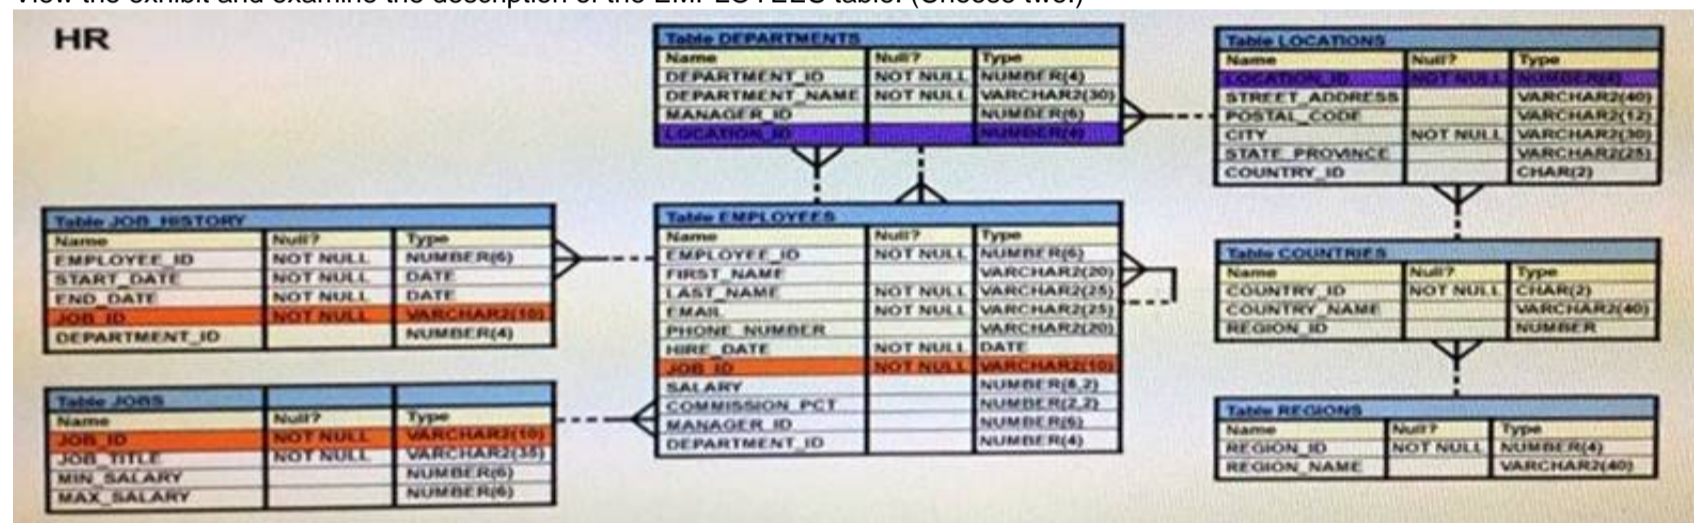 View the exhibit and examine the description of the EMPLOYEES table. (Choose two.)
HR
Table DEPARTMENTS
Name Null? Type
DEPARTMENT_ID NOT NULL NUMBER(4)
DEPARTMENT_NAME NOT NULL VARCHAR2(30)
MANAGER_ID NUMBER(6)
LOCATION_ID NUMBER(4)
Table LOCATIONS
Name Null? Type
LOCATION_ID NOT NULL NUMBER(4)
STREET_ADDRESS VARCHAR2(40)
POSTAL_CODE VARCHAR2(12)
CITY NOT NULL VARCHAR2(30)
STATE_PROVINCE VARCHAR2(25)
COUNTRY_ID CHAR(2)
Table JOB_HISTORY
Name Null? Type
EMPLOYEE_ID NOT NULL NUMBER(6)
START_DATE NOT NULL DATE
END_DATE NOT NULL DATE
JOB_ID NOT NULL VARCHAR2(10)
DEPARTMENT_ID NUMBER(4)
Table EMPLOYEES
Name Null? Type
EMPLOYEE_ID NOT NULL NUMBER(6)
FIRST_NAME VARCHAR2(20)
LAST_NAME NOT NULL VARCHAR2(25)
EMAIL NOT NULL VARCHAR2(25)
PHONE_NUMBER VARCHAR2(20)
HIRE_DATE NOT NULL DATE
JOB_ID NOT NULL VARCHAR2(10)
SALARY NUMBER(8,2)
COMMISSION_PCT NUMBER(2,2)
MANAGER_ID NUMBER(6)
DEPARTMENT_ID NUMBER(4)
Table COUNTRIES
Name Null? Type
COUNTRY_ID NOT NULL CHAR(2)
COUNTRY_NAME VARCHAR2(40)
REGION_ID NUMBER
Table JOBS
Name Null? Type
JOB_ID NOT NULL VARCHAR2(10)
JOB_TITLE NOT NULL VARCHAR2(35)
MIN_SALARY NUMBER(6)
MAX_SALARY NUMBER(6)
Table REGIONS
Name Null? Type
REGION_ID NOT NULL NUMBER(4)
REGION_NAME VARCHAR2(40)